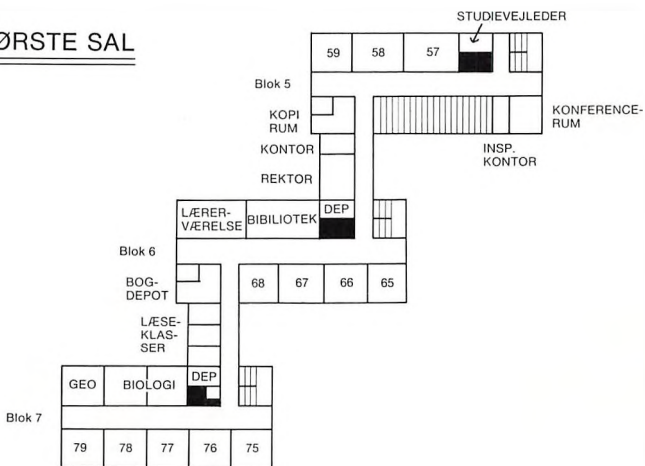 ØRSTE SAL
STUDIEVEJLEDER
59 58 57
Blok 5
KOPI
RUM
KONFERENCE-
RUM
KONTOR
INSP.
KONTOR
REKTOR
LÆRER-
VÆRELSE
BIBILIOTEK
DEP
Blok 6
BOG-
DEPOT
68 67 66 65
LÆSE-
KLAS-
SER
GEO BIOLOGI DEP
Blok 7
79 78 77 76 75